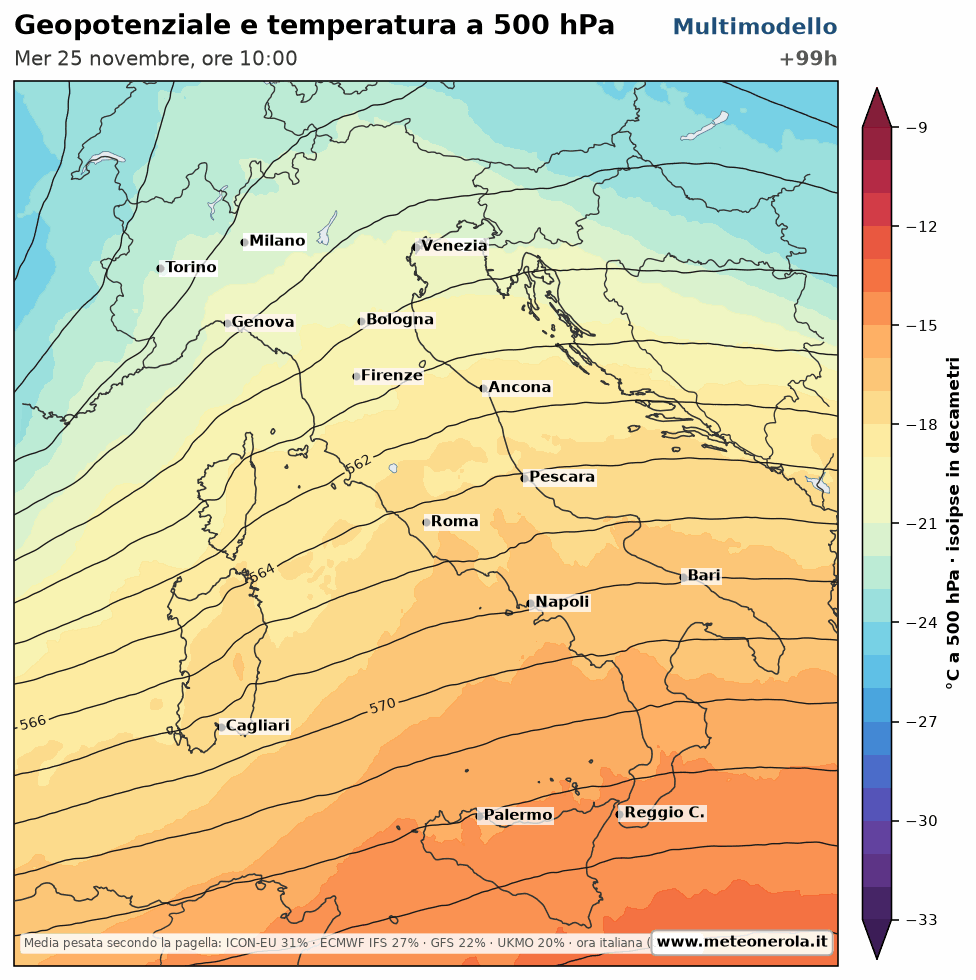 Geopotenziale e temperatura a 500 hPa
Multimodello
Mer 25 novembre, ore 10:00
+99h
Milano
Venezia
Torino
Genova
Bologna
Firenze
Ancona
562
Pescara
Roma
564
Bari
Napoli
570
566
Cagliari
Palermo
Reggio C.
Media pesata secondo la pagella: ICON-EU 31% · ECMWF IFS 27% · GFS 22% · UKMO 20% · ora italiana (
www.meteonerola.it
−9
−12
−15
−18
−21
−24
−27
−30
−33
°C a 500 hPa · isoipse in decametri